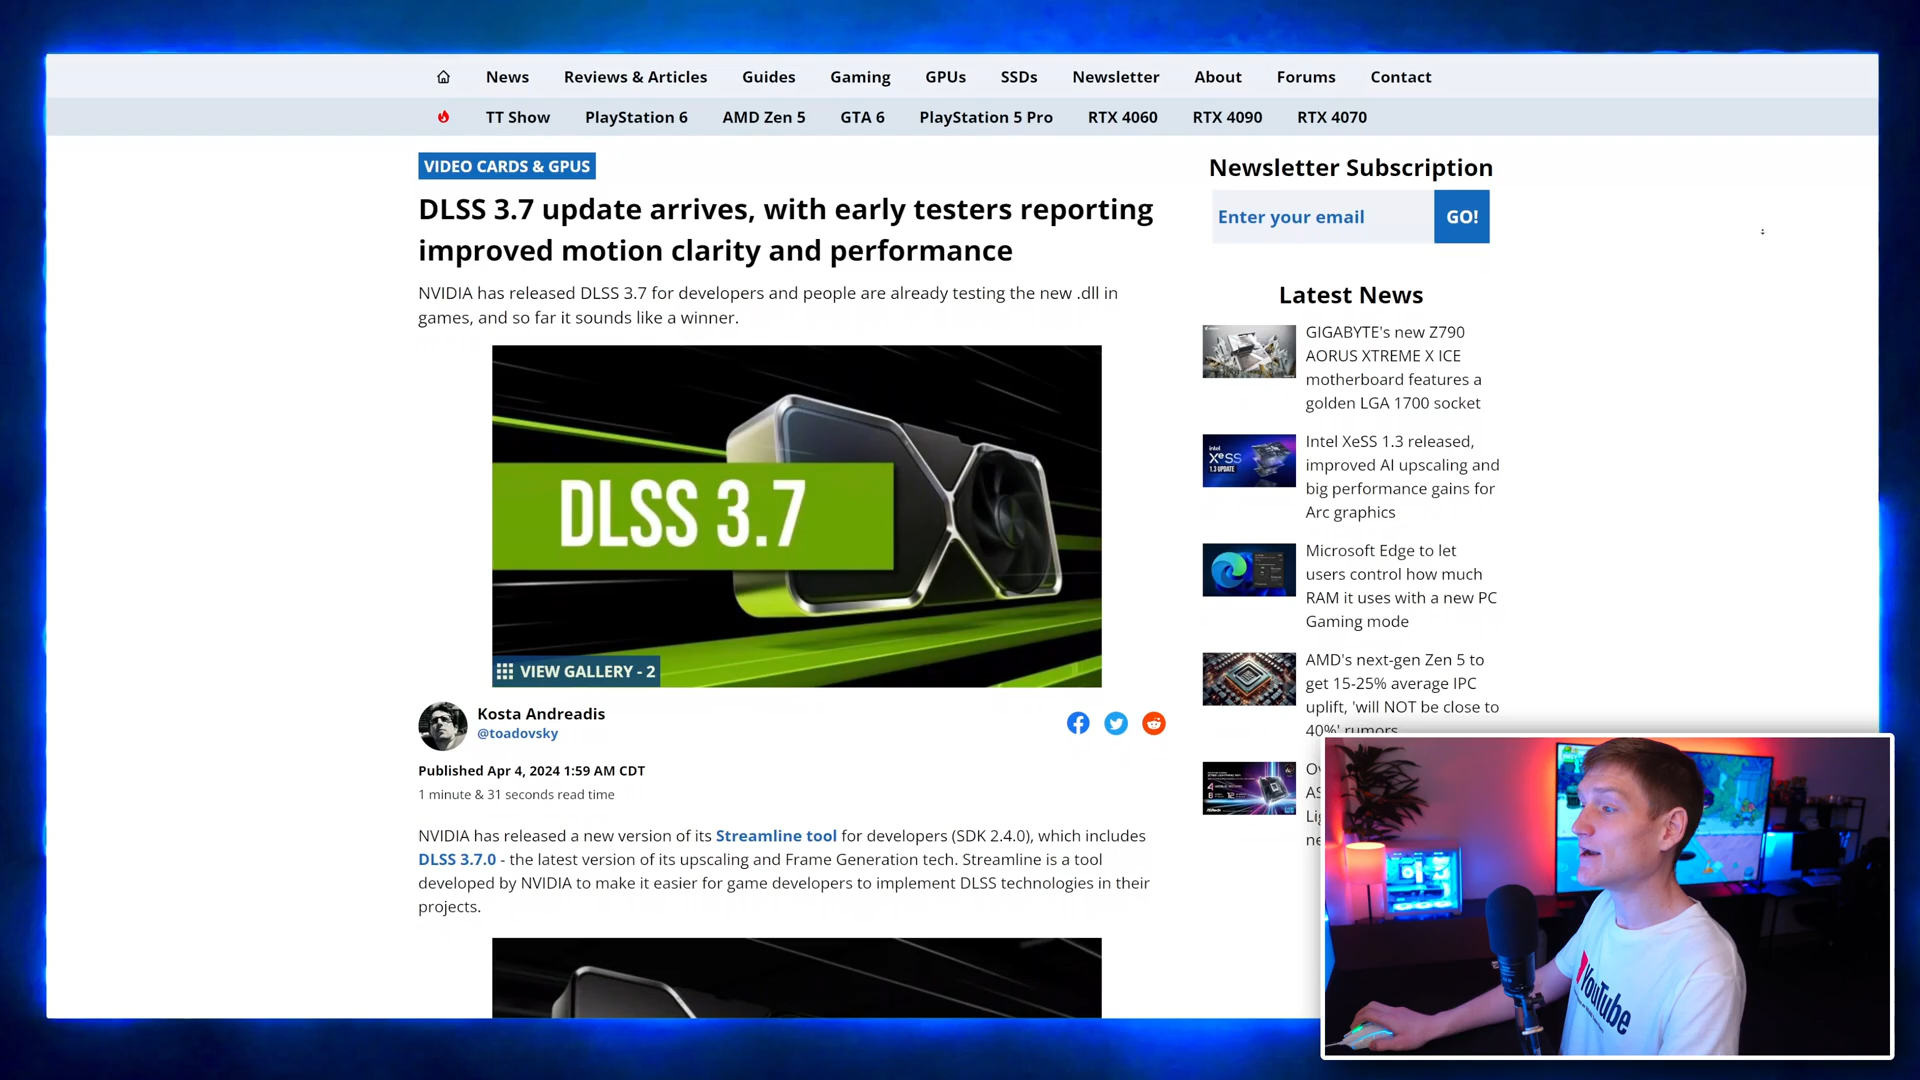 News Reviews & Articles Guides Gaming GPUs SSDs Newsletter About Forums Contact
TT Show PlayStation 6 AMD Zen 5 GTA 6 PlayStation 5 Pro RTX 4060 RTX 4090 RTX 4070
VIDEO CARDS & GPUS
DLSS 3.7 update arrives, with early testers reporting
improved motion clarity and performance
NVIDIA has released DLSS 3.7 for developers and people are already testing the new .dll in
games, and so far it sounds like a winner.
DLSS 3.7
VIEW GALLERY - 2
Kosta Andreadis
@toadovsky
Published Apr 4, 2024 1:59 AM CDT
1 minute & 31 seconds read time
NVIDIA has released a new version of its Streamline tool for developers (SDK 2.4.0), which includes
DLSS 3.7.0 - the latest version of its upscaling and Frame Generation tech. Streamline is a tool
developed by NVIDIA to make it easier for game developers to implement DLSS technologies in their
projects.
Newsletter Subscription
Enter your email GO!
Latest News
GIGABYTE's new Z790
AORUS XTREME X ICE
motherboard features a
golden LGA 1700 socket
intel
XeSS
1.3 UPDATE
Intel XeSS 1.3 released,
improved AI upscaling and
big performance gains for
Arc graphics
Microsoft Edge to let
users control how much
RAM it uses with a new PC
Gaming mode
AMD's next-gen Zen 5 to
get 15-25% average IPC
uplift, 'will NOT be close to
40%' rumors
YouTube